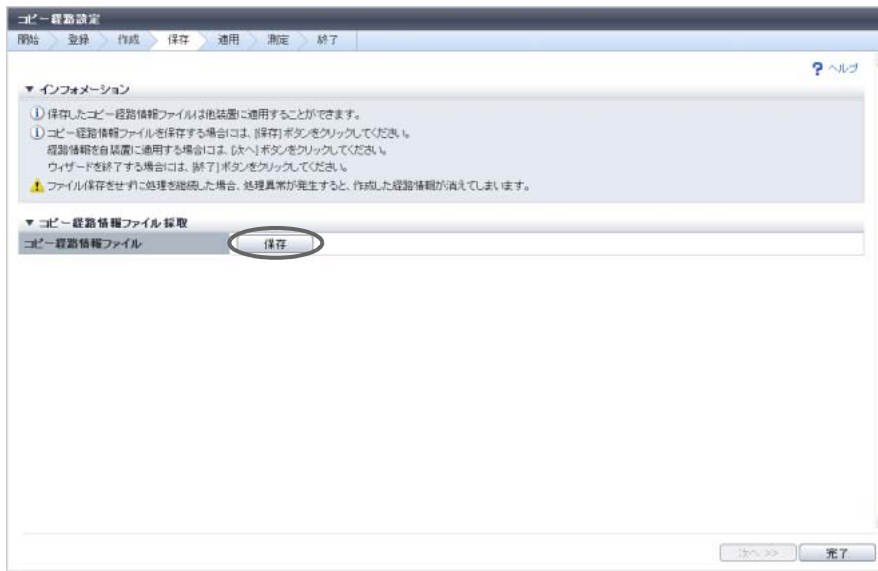 コピー経路設定
開始 登録 作成 保存 適用 測定 終了
? ヘルプ
▼ インフォメーション
保存したコピー経路情報ファイルは他装置に適用することができます。
コピー経路情報ファイルを保存する場合には、[保存]ボタンをクリックしてください。
経路情報を自装置に適用する場合には、[次へ]ボタンをクリックしてください。
ウィザードを終了する場合には、[終了]ボタンをクリックしてください。
ファイル保存をせずに処理を継続した場合、処理異常が発生すると、作成した経路情報が消えてしまいます。
▼ コピー経路情報ファイル採取
コピー経路情報ファイル 保存
次へ >> 完了